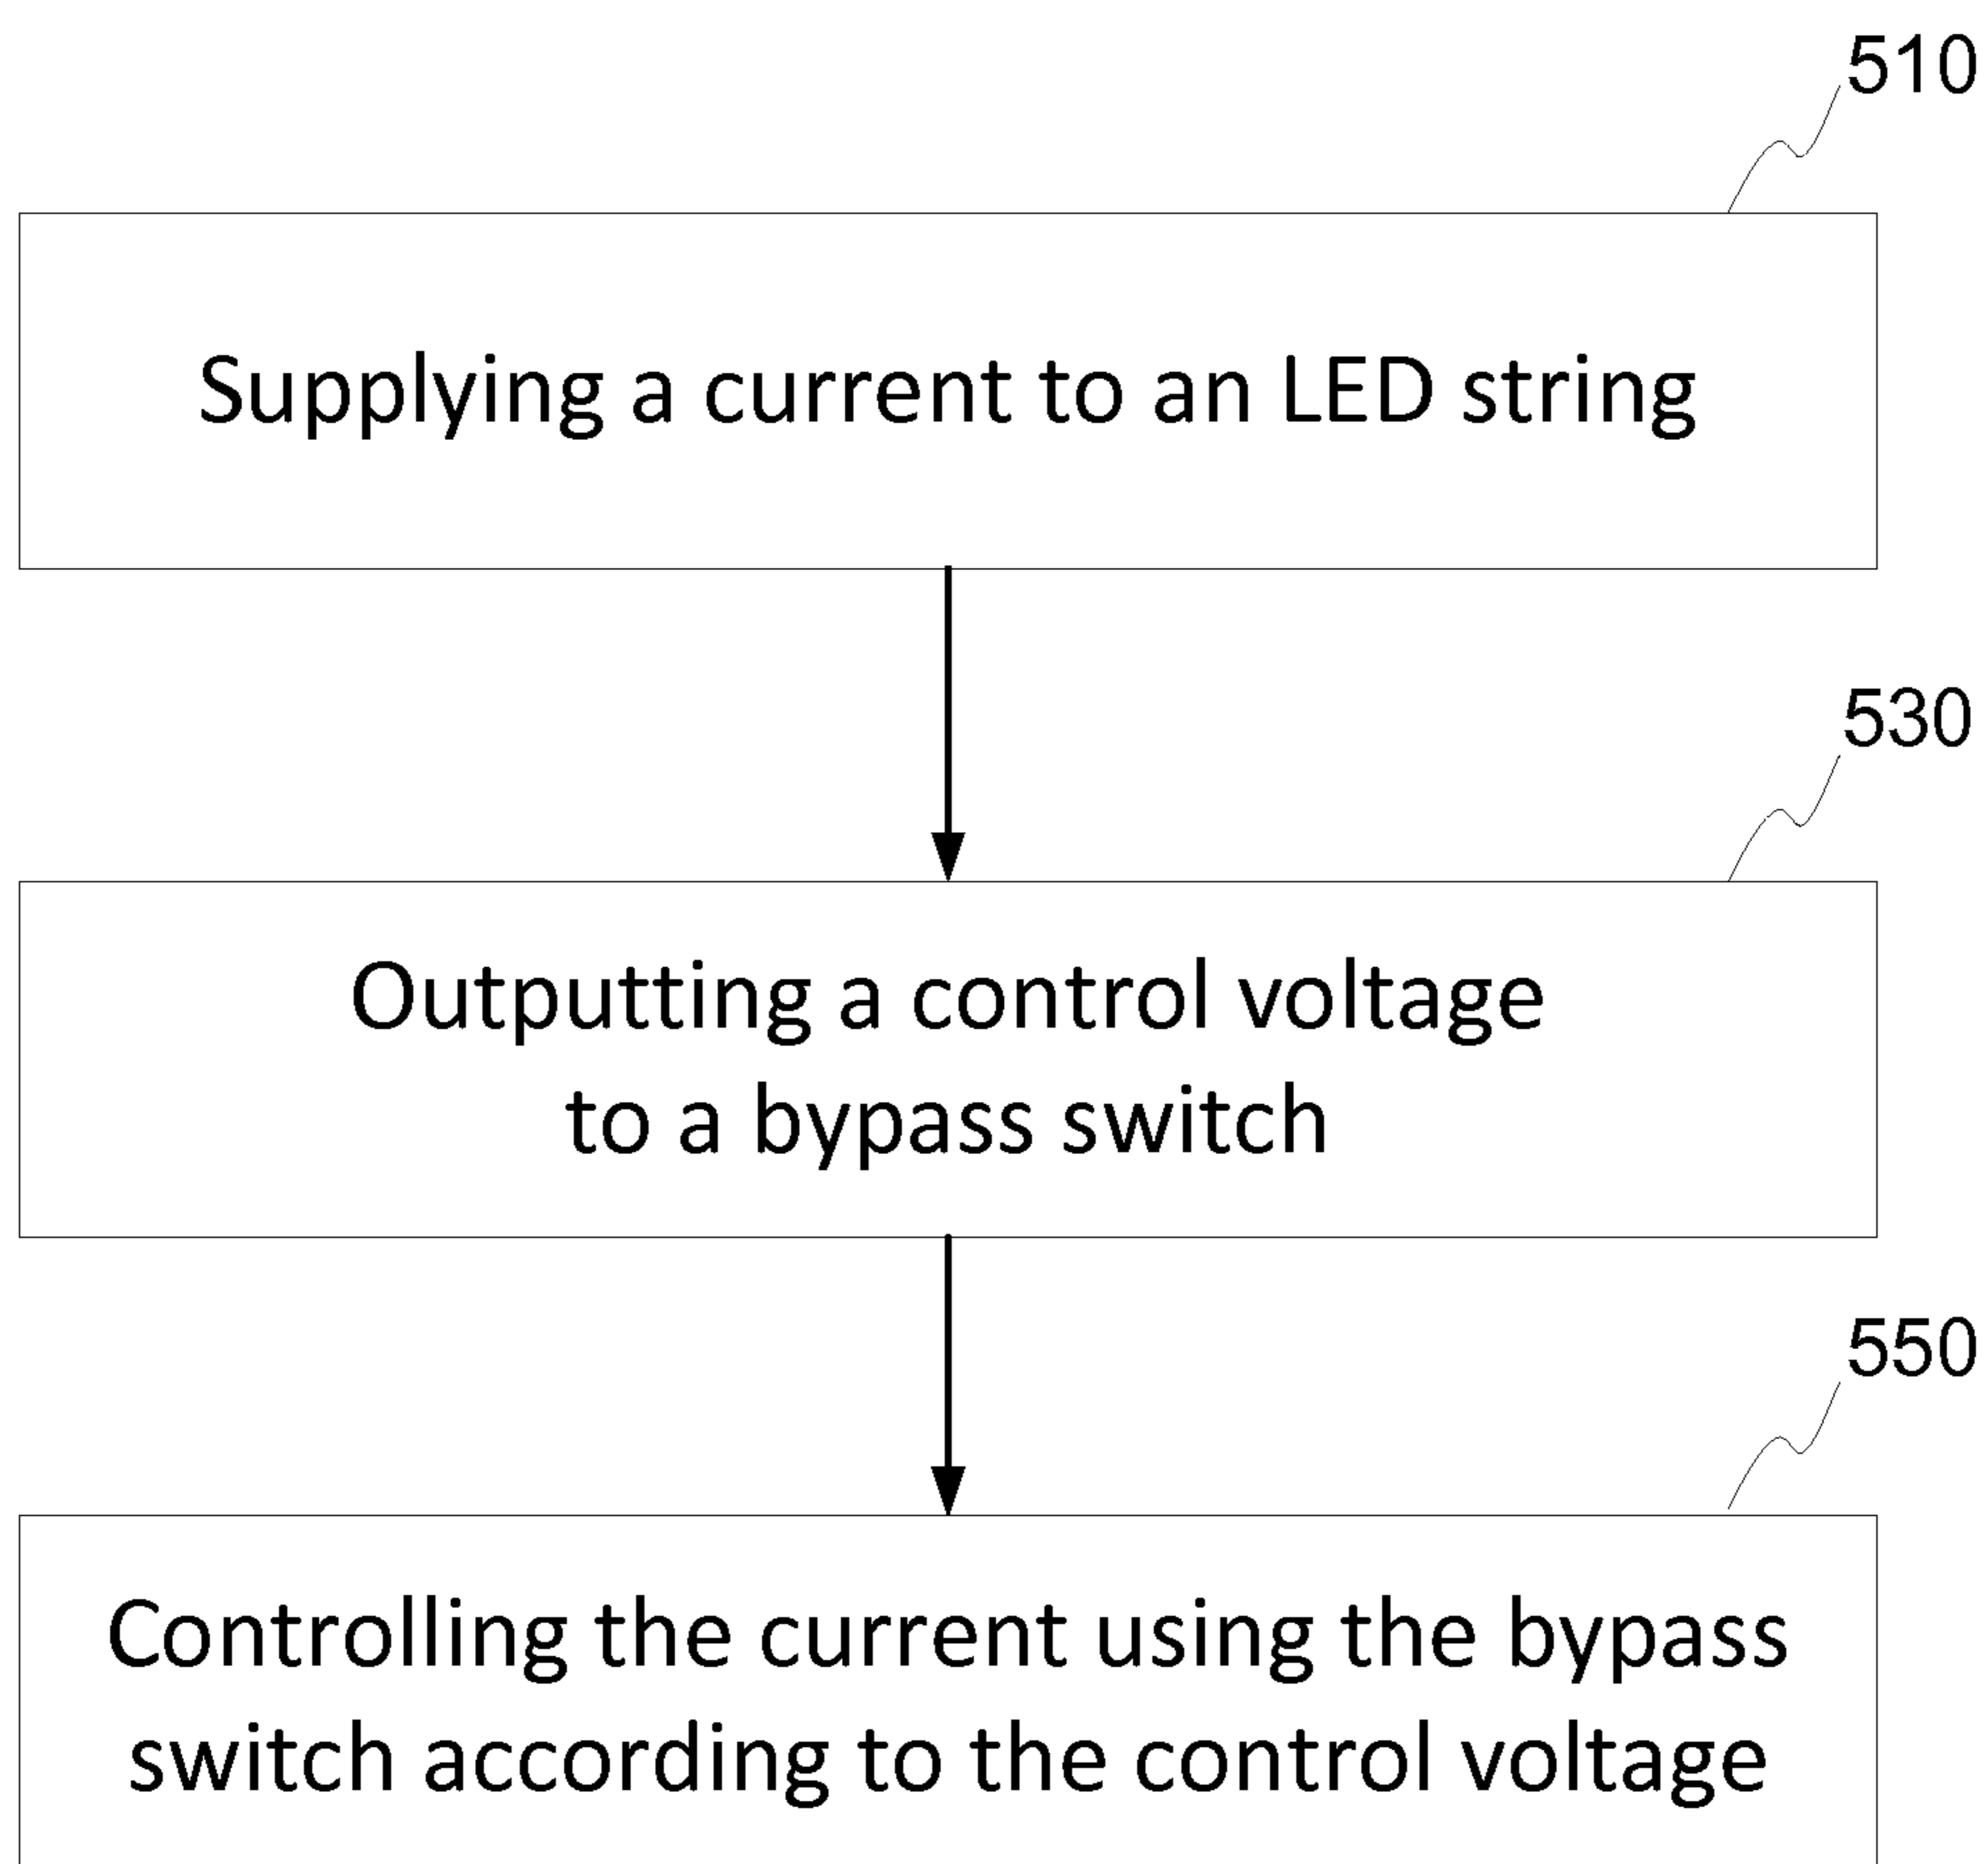 510
Supplying a current to an LED string
530
Outputting a control voltage
to a bypass switch
550
Controlling the current using the bypass
switch according to the control voltage